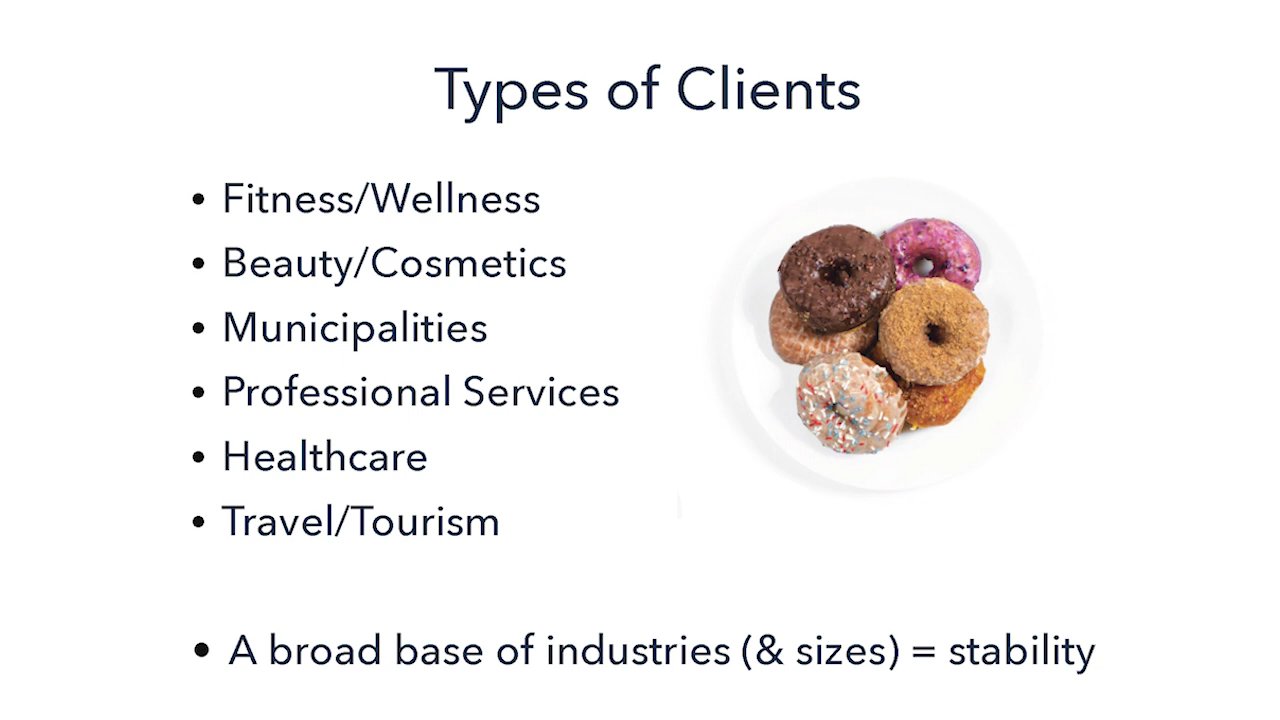 Types of Clients
• Fitness/Wellness
• Beauty/Cosmetics
• Municipalities
• Professional Services
• Healthcare
• Travel/Tourism
• A broad base of industries (& sizes) = stability